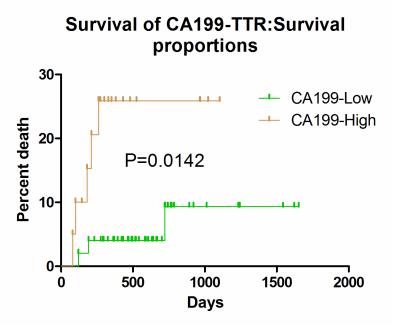 Survival of CA199-TTR:Survival
proportions
30
20
10
0
Percent death
CA199-Low
CA199-High
P=0.0142
0 500 1000 1500 2000
Days